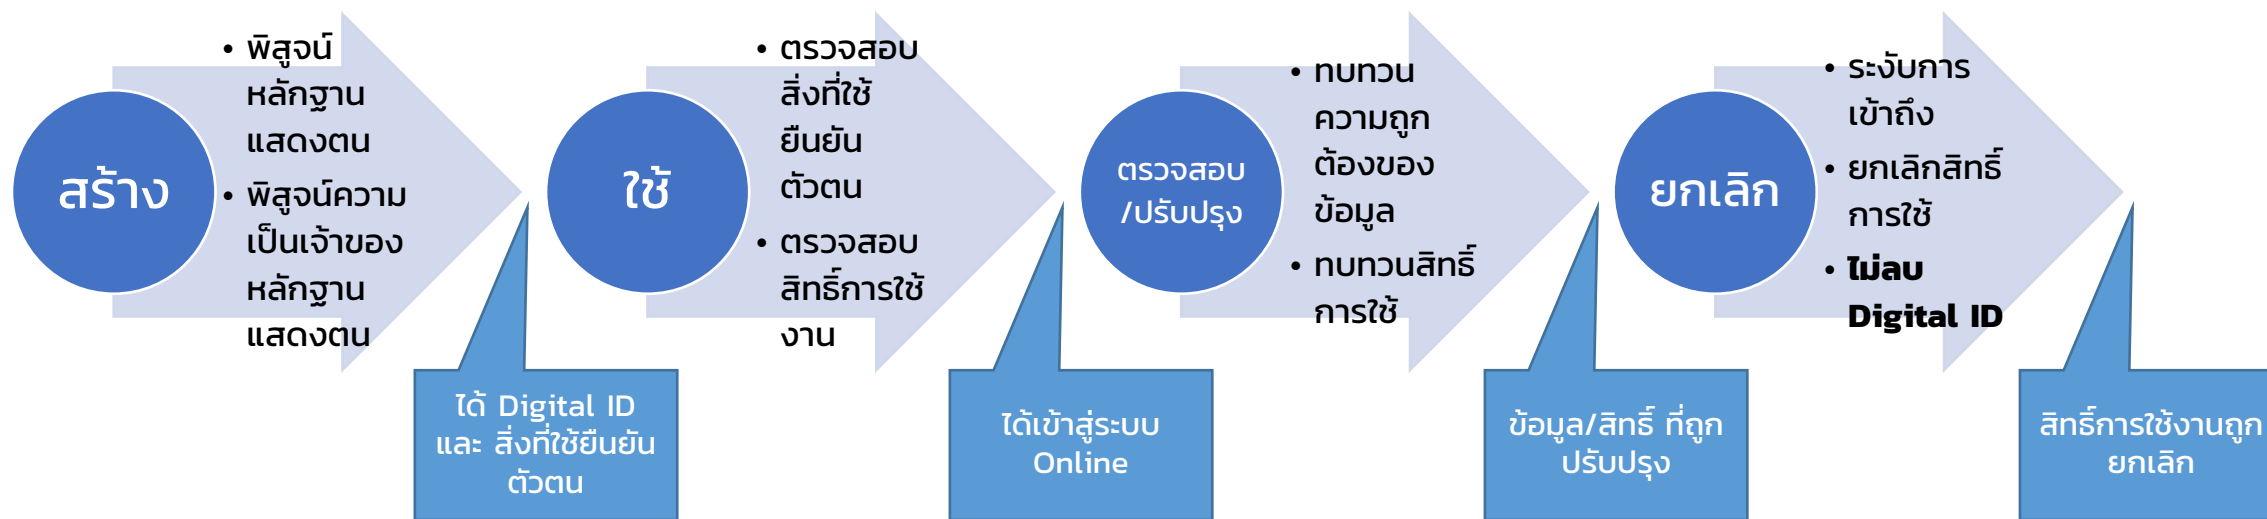 สร้าง
• พิสูจน์
หลักฐาน
แสดงตน
• พิสูจน์ความ
เป็นเจ้าของ
หลักฐาน
แสดงตน
ได้ Digital ID
และ สิ่งที่ใช้ยืนยัน
ตัวตน
ใช้
• ตรวจสอบ
สิ่งที่ใช้
ยืนยัน
ตัวตน
• ตรวจสอบ
สิทธิ์การใช้
งาน
ได้เข้าสู่ระบบ
Online
ตรวจสอบ
/ปรับปรุง
• ทบทวน
ความถูก
ต้องของ
ข้อมูล
• ทบทวนสิทธิ์
การใช้
ข้อมูล/สิทธิ์ ที่ถูก
ปรับปรุง
ยกเลิก
• ระงับการ
เข้าถึง
• ยกเลิกสิทธิ์
การใช้
• ไม่ลบ
Digital ID
สิทธิ์การใช้งานถูก
ยกเลิก